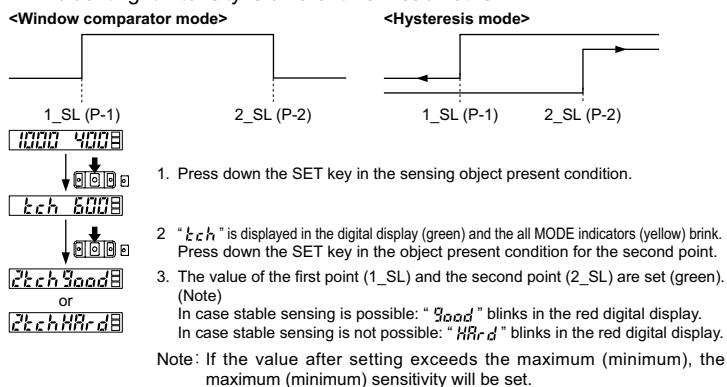 <Window comparator mode>
<Hysteresis mode>
1_SL (P-1)
2_SL (P-2)
1_SL (P-1)
2_SL (P-2)
1000 400
1. Press down the SET key in the sensing object present condition.
tch 600
2 “tch” is displayed in the digital display (green) and the all MODE indicators (yellow) brink.
Press down the SET key in the object present condition for the second point.
2tchGood
3. The value of the first point (1_SL) and the second point (2_SL) are set (green).
(Note)
or
In case stable sensing is possible: “Good” blinks in the red digital display.
2tchHARd
In case stable sensing is not possible: “HARd” blinks in the red digital display.
Note: If the value after setting exceeds the maximum (minimum), the
maximum (minimum) sensitivity will be set.